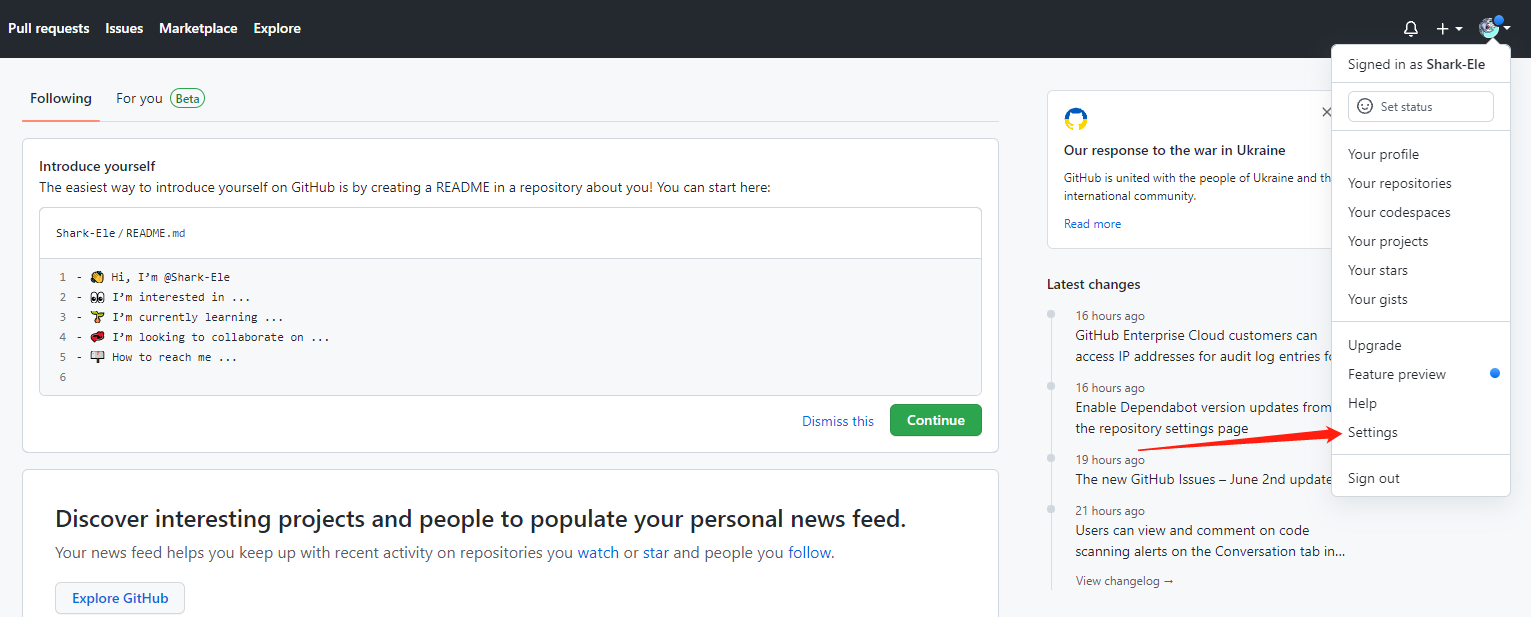 Pull requests Issues Marketplace Explore
Signed in as Shark-Ele
Set status
Your profile
Your repositories
Your codespaces
Your projects
Your stars
Your gists
Upgrade
Feature preview
Help
Settings
Sign out
Following For you Beta
Introduce yourself
The easiest way to introduce yourself on GitHub is by creating a README in a repository about you! You can start here:
Shark-Ele/README.md
1 - 👋 Hi, I’m @Shark-Ele
2 - 👀 I’m interested in ...
3 - 🌱 I’m currently learning ...
4 - 💞️ I’m looking to collaborate on ...
5 - 📫 How to reach me ...
6
Dismiss this Continue
Discover interesting projects and people to populate your personal news feed.
Your news feed helps you keep up with recent activity on repositories you watch or star and people you follow.
Explore GitHub
Our response to the war in Ukraine
GitHub is united with the people of Ukraine and th
international community.
Read more
Latest changes
16 hours ago
GitHub Enterprise Cloud customers can
access IP addresses for audit log entries fo
16 hours ago
Enable Dependabot version updates from
the repository settings page
19 hours ago
The new GitHub Issues – June 2nd update
21 hours ago
Users can view and comment on code
scanning alerts on the Conversation tab in...
View changelog →